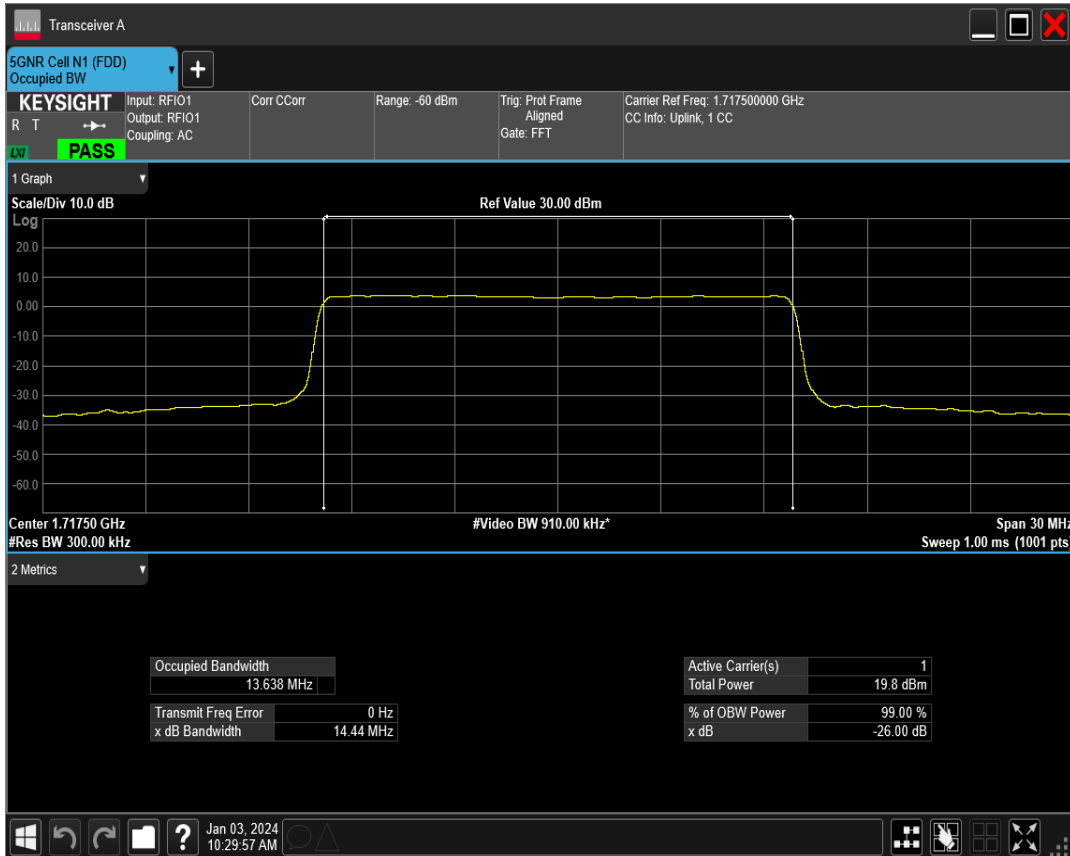 Transceiver A
5GNR Cell N1 (FDD)
Occupied BW
+
KEYSIGHT
R T
LXI
PASS
Input: RFIO1
Output: RFIO1
Coupling: AC
Corr CCorr
Range: -60 dBm
Trig: Prot Frame
Aligned
Gate: FFT
Carrier Ref Freq: 1.717500000 GHz
CC Info: Uplink, 1 CC
1 Graph
Scale/Div 10.0 dB
Ref Value 30.00 dBm
Log
20.0
10.0
0.00
-10.0
-20.0
-30.0
-40.0
-50.0
-60.0
Center 1.71750 GHz
#Video BW 910.00 kHz*
Span 30 MHz
#Res BW 300.00 kHz
Sweep 1.00 ms (1001 pts)
2 Metrics
Occupied Bandwidth
13.638 MHz
Transmit Freq Error 0 Hz
x dB Bandwidth 14.44 MHz
Active Carrier(s) 1
Total Power 19.8 dBm
% of OBW Power 99.00 %
x dB -26.00 dB
?
Jan 03, 2024
10:29:57 AM